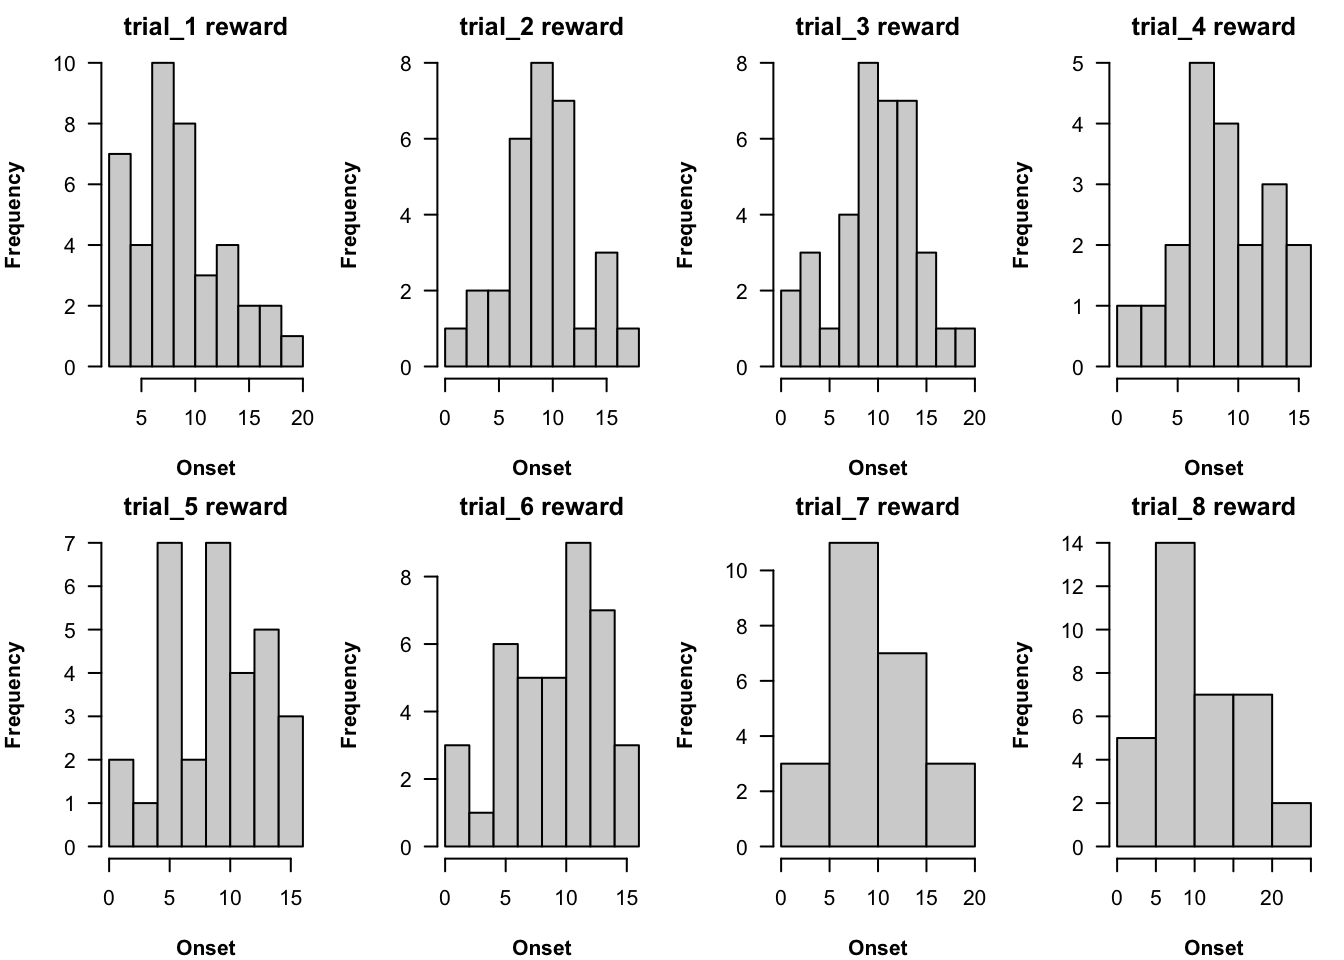 trial_1 reward
Frequency
0 2 4 6 8 10
5 10 15 20
Onset
trial_2 reward
Frequency
0 2 4 6 8
0 5 10 15
Onset
trial_3 reward
Frequency
0 2 4 6 8
0 5 10 15 20
Onset
trial_4 reward
Frequency
0 1 2 3 4 5
0 5 10 15
Onset
trial_5 reward
Frequency
0 1 2 3 4 5 6 7
0 5 10 15
Onset
trial_6 reward
Frequency
0 2 4 6 8
0 5 10 15
Onset
trial_7 reward
Frequency
0 2 4 6 8 10
0 5 10 15 20
Onset
trial_8 reward
Frequency
0 2 4 6 8 10 12 14
0 5 10 20
Onset